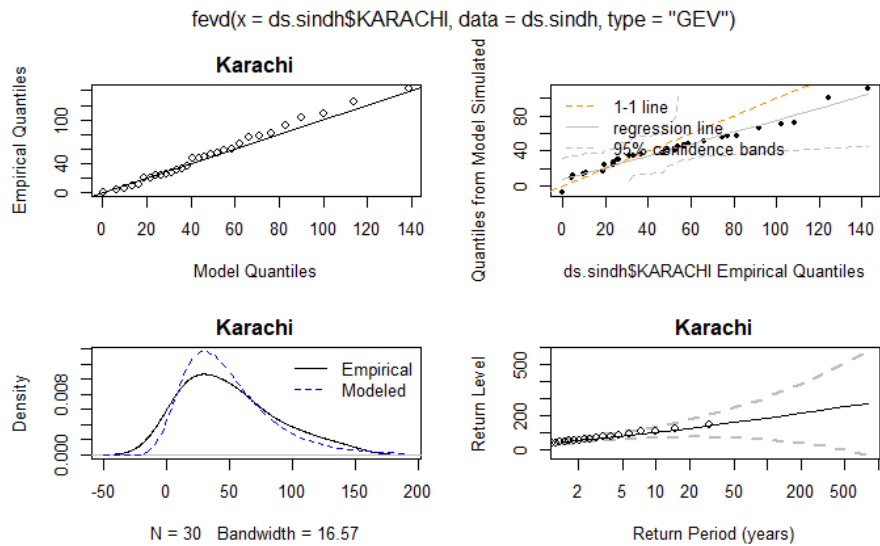 fevd(x = ds.sindh$KARACHI, data = ds.sindh, type = "GEV")
Karachi
Empirical Quantiles
100
40
0
0 20 40 60 80 100 120 140
Model Quantiles
Quantiles from Model Simulated
80
40
0
1-1 line
regression line
95% confidence bands
0 20 40 60 80 100 120 140
ds.sindh$KARACHI Empirical Quantiles
Karachi
Density
0.008
0.000
Empirical
Modeled
-50 0 50 100 150 200
N = 30 Bandwidth = 16.57
Karachi
Return Level
500
200
0
2 5 10 20 50 200 500
Return Period (years)